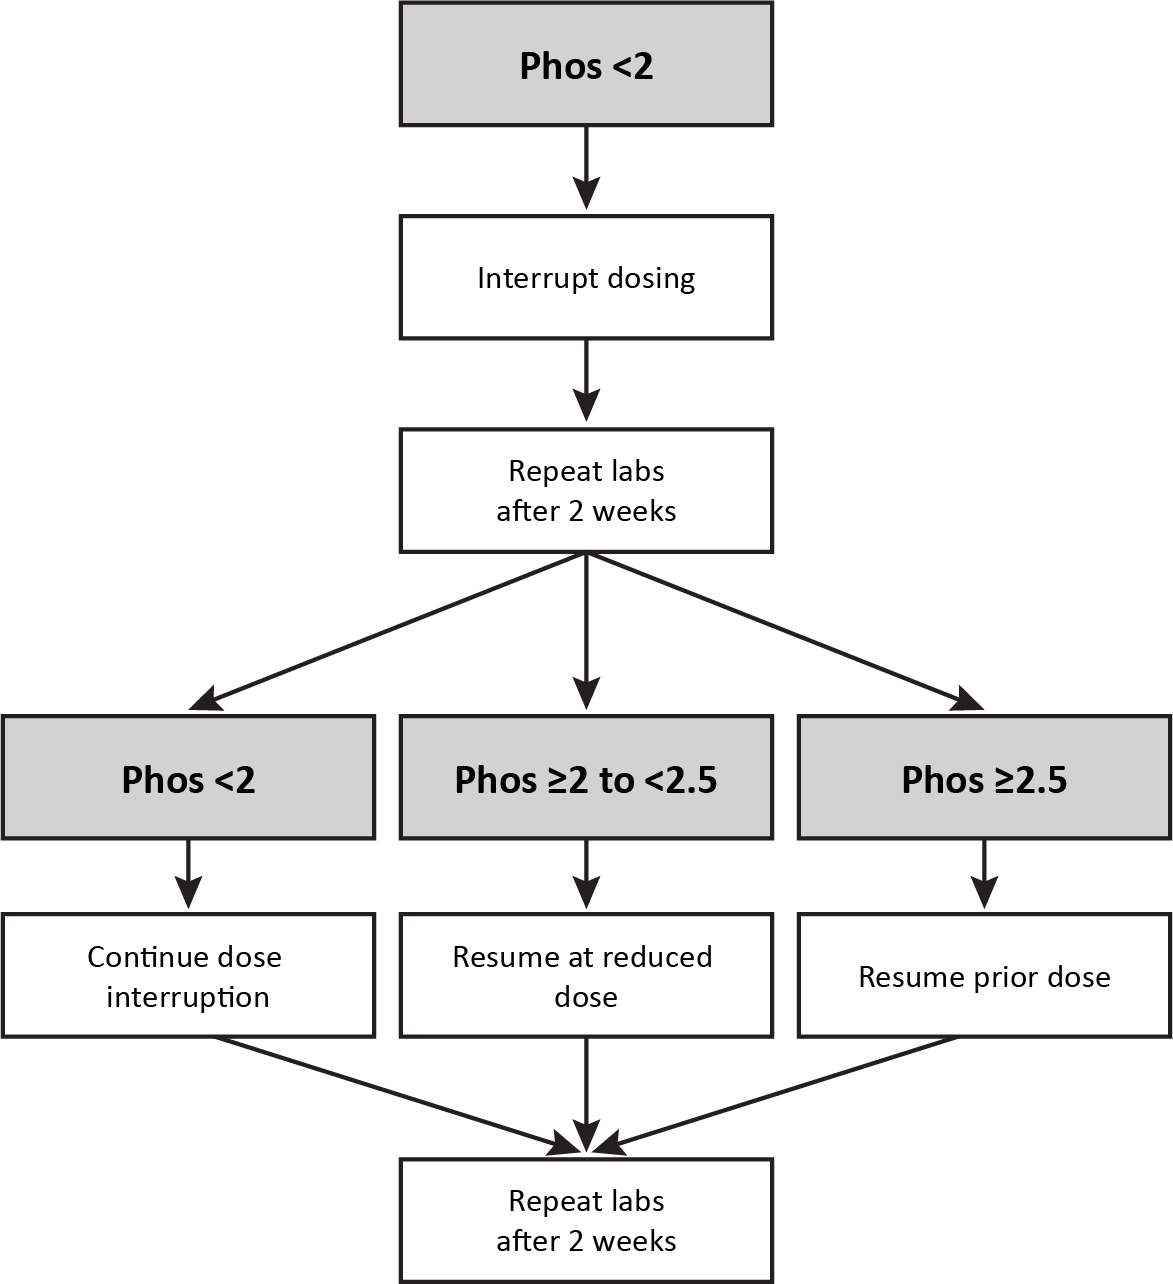 Phos <2
Interrupt dosing
Repeat labs
after 2 weeks
Phos <2
Phos ≥2 to <2.5
Phos ≥2.5
Continue dose
interruption
Resume at reduced
dose
Resume prior dose
Repeat labs
after 2 weeks